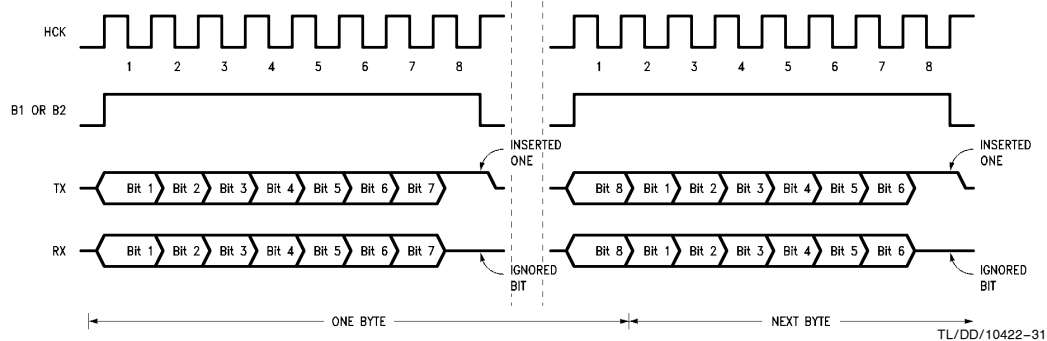 HCK
1 2 3 4 5 6 7 8 1 2 3 4 5 6 7 8
B1 OR B2
INSERTED
ONE
INSERTED
ONE
TX Bit 1 Bit 2 Bit 3 Bit 4 Bit 5 Bit 6 Bit 7 Bit 8 Bit 1 Bit 2 Bit 3 Bit 4 Bit 5 Bit 6
RX Bit 1 Bit 2 Bit 3 Bit 4 Bit 5 Bit 6 Bit 7 Bit 8 Bit 1 Bit 2 Bit 3 Bit 4 Bit 5 Bit 6
IGNORED
BIT
IGNORED
BIT
ONE BYTE NEXT BYTE
TL/DD/10422-31